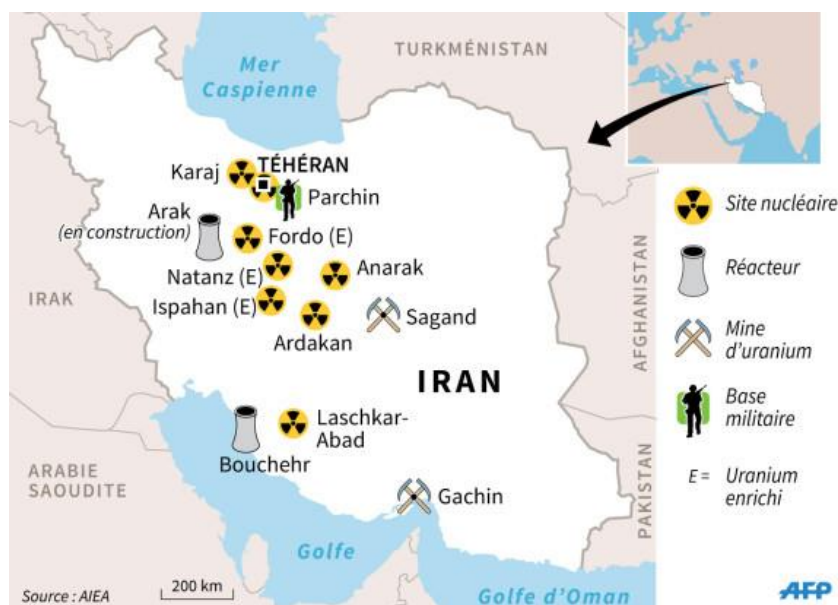 TURKMÉNISTAN
Mer
Caspienne
Karaj
TÉHÉRAN
Parchin
Arak
(en construction)
Fordo (E)
Natanz (E)
Anarak
Ispahan (E)
Ardakan
Sagand
IRAK
AFGHANISTAN
IRAN
Laschkar-
Abad
Bouchehr
ARABIE
SAOUDITE
PAKISTAN
Gachin
Golfe
Golfe d'Oman
Source : AIEA
200 km
Site nucléaire
Réacteur
Mine
d'uranium
Base
militaire
E = Uranium
enrichi
AFP